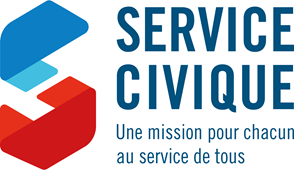 SERVICE
CIVIQUE
Une mission pour chacun
au service de tous